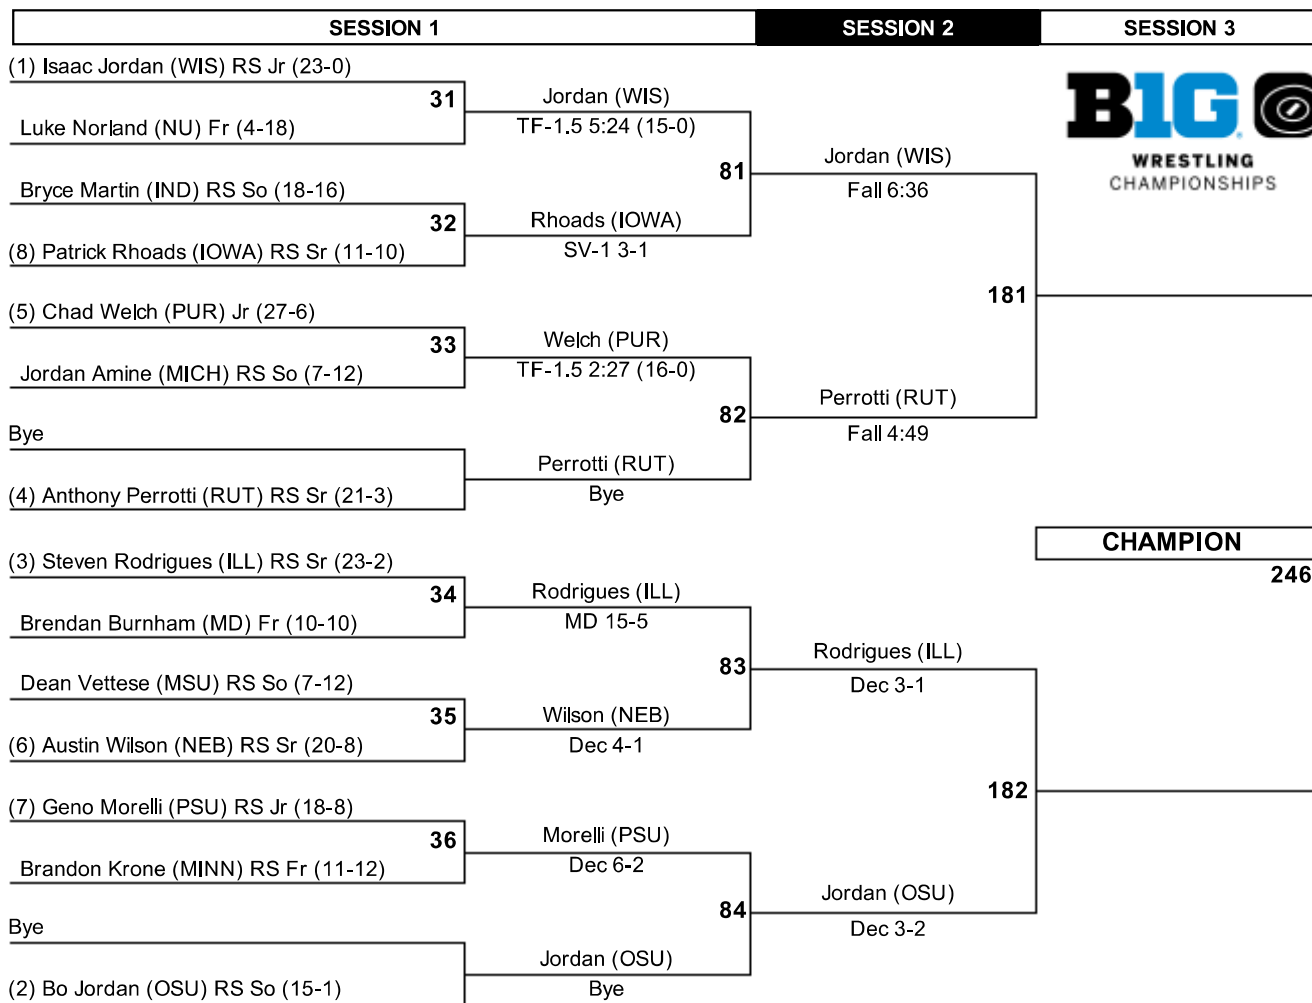 SESSION 1
SESSION 2
SESSION 3
(1) Isaac Jordan (WIS) RS Jr (23-0)
31
Luke Norland (NU) Fr (4-18)
Jordan (WIS)
TF-1.5 5:24 (15-0)
81
Bryce Martin (IND) RS So (18-16)
32
(8) Patrick Rhoads (IOWA) RS Sr (11-10)
Rhoads (IOWA)
SV-1 3-1
Jordan (WIS)
Fall 6:36
B1G
WRESTLING
CHAMPIONSHIPS
181
(5) Chad Welch (PUR) Jr (27-6)
33
Jordan Amine (MICH) RS So (7-12)
Welch (PUR)
TF-1.5 2:27 (16-0)
82
Bye
(4) Anthony Perrotti (RUT) RS Sr (21-3)
Perrotti (RUT)
Bye
Perrotti (RUT)
Fall 4:49
CHAMPION
246
(3) Steven Rodrigues (ILL) RS Sr (23-2)
34
Brendan Burnham (MD) Fr (10-10)
Rodrigues (ILL)
MD 15-5
83
Dean Vettese (MSU) RS So (7-12)
35
(6) Austin Wilson (NEB) RS Sr (20-8)
Wilson (NEB)
Dec 4-1
Rodrigues (ILL)
Dec 3-1
182
(7) Geno Morelli (PSU) RS Jr (18-8)
36
Brandon Krone (MINN) RS Fr (11-12)
Morelli (PSU)
Dec 6-2
84
Bye
(2) Bo Jordan (OSU) RS So (15-1)
Jordan (OSU)
Bye
Jordan (OSU)
Dec 3-2